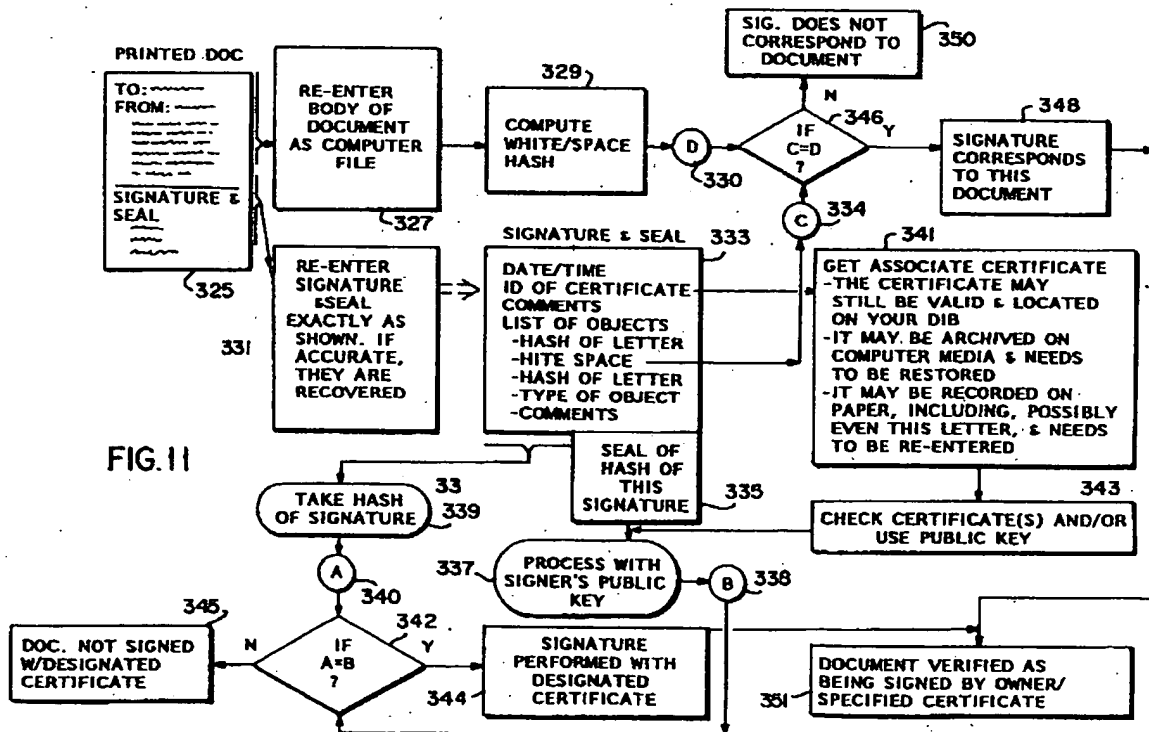 PRINTED DOC
TO:
FROM:
SIGNATURE &
SEAL
325
RE-ENTER
BODY OF
DOCUMENT
AS COMPUTER
FILE
327
329
COMPUTE
WHITE/SPACE
HASH
D
330
SIG. DOES NOT
CORRESPOND TO
DOCUMENT
350
N
346
IF
C=D
?
Y
348
SIGNATURE
CORRESPONDS
TO THIS
DOCUMENT
C
334
331
RE-ENTER
SIGNATURE
&SEAL
EXACTLY AS
SHOWN. IF
ACCURATE,
THEY ARE
RECOVERED
SIGNATURE & SEAL
333
DATE/TIME
ID OF CERTIFICATE
COMMENTS
LIST OF OBJECTS
-HASH OF LETTER
-HITE SPACE
-HASH OF LETTER
-TYPE OF OBJECT
-COMMENTS
SEAL OF
HASH OF
THIS
SIGNATURE
335
341
GET ASSOCIATE CERTIFICATE
-THE CERTIFICATE MAY
STILL BE VALID & LOCATED
ON YOUR DIB
-IT MAY BE ARCHIVED ON
COMPUTER MEDIA & NEEDS
TO BE RESTORED
-IT MAY BE RECORDED ON
PAPER, INCLUDING, POSSIBLY
EVEN THIS LETTER, & NEEDS
TO BE RE-ENTERED
343
CHECK CERTIFICATE(S) AND/OR
USE PUBLIC KEY
FIG.11
33
TAKE HASH
OF SIGNATURE
339
A
340
337
PROCESS WITH
SIGNER'S PUBLIC
KEY
B
338
345
DOC. NOT SIGNED
W/DESIGNATED
CERTIFICATE
N
342
IF
A=B
?
Y
344
SIGNATURE
PERFORMED WITH
DESIGNATED
CERTIFICATE
351
DOCUMENT VERIFIED AS
BEING SIGNED BY OWNER/
SPECIFIED CERTIFICATE